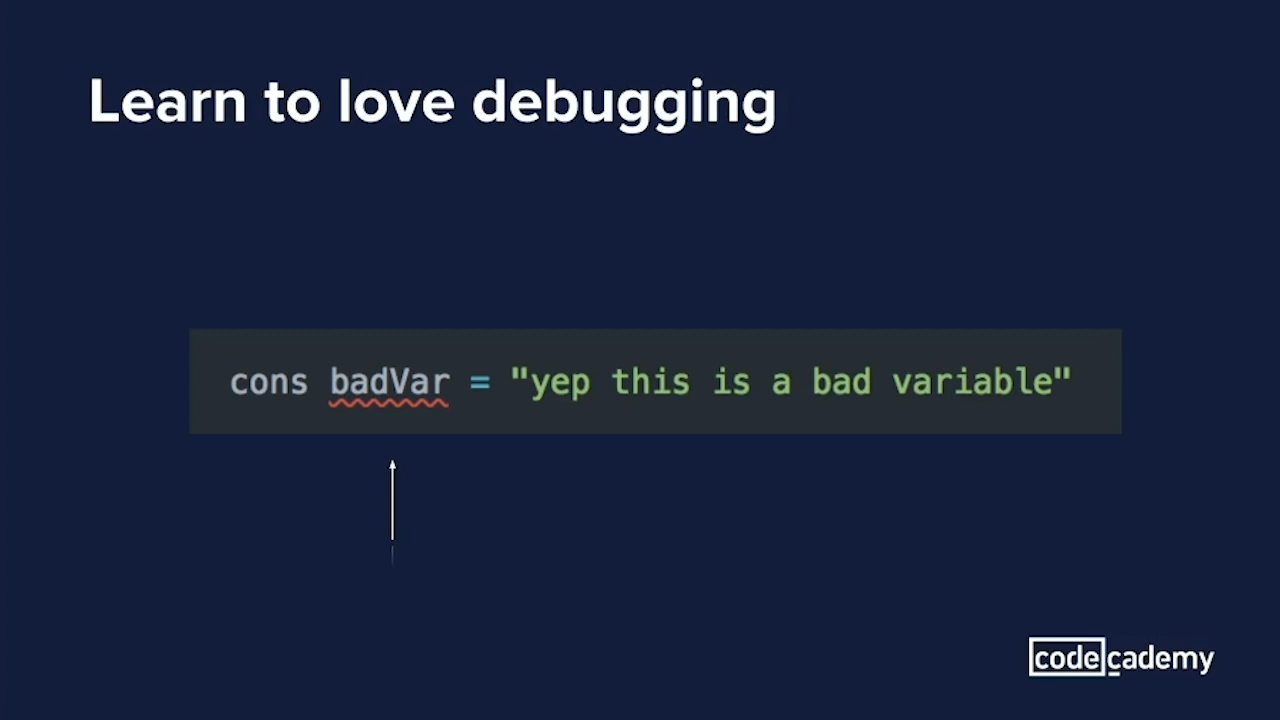 Learn to love debugging
cons badVar = "yep this is a bad variable"
codecademy